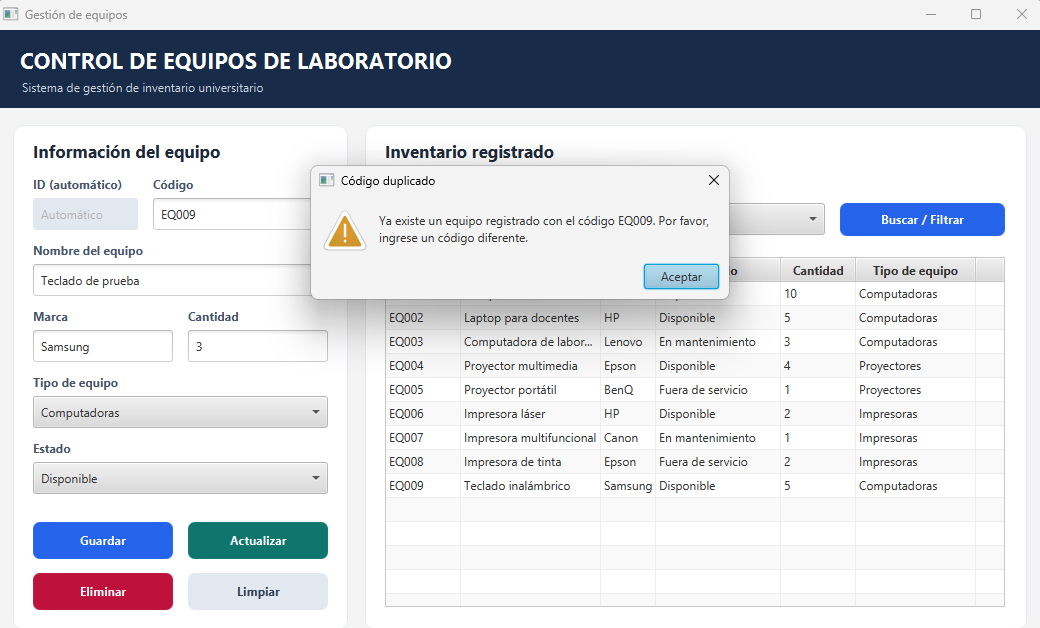 Gestión de equipos
CONTROL DE EQUIPOS DE LABORATORIO
Sistema de gestión de inventario universitario
Información del equipo
ID (automático) Código
Automático EQ009
Nombre del equipo
Teclado de prueba
Marca Cantidad
Samsung 3
Tipo de equipo
Computadoras
Estado
Disponible
Guardar Actualizar
Eliminar Limpiar
Inventario registrado
Buscar / Filtrar
Código duplicado
Ya existe un equipo registrado con el código EQ009. Por favor,
ingrese un código diferente.
Aceptar
Cantidad Tipo de equipo
10 Computadoras
EQ002 Laptop para docentes HP Disponible 5 Computadoras
EQ003 Computadora de labor... Lenovo En mantenimiento 3 Computadoras
EQ004 Proyector multimedia Epson Disponible 4 Proyectores
EQ005 Proyector portátil BenQ Fuera de servicio 1 Proyectores
EQ006 Impresora láser HP Disponible 2 Impresoras
EQ007 Impresora multifuncional Canon En mantenimiento 1 Impresoras
EQ008 Impresora de tinta Epson Fuera de servicio 2 Impresoras
EQ009 Teclado inalámbrico Samsung Disponible 5 Computadoras